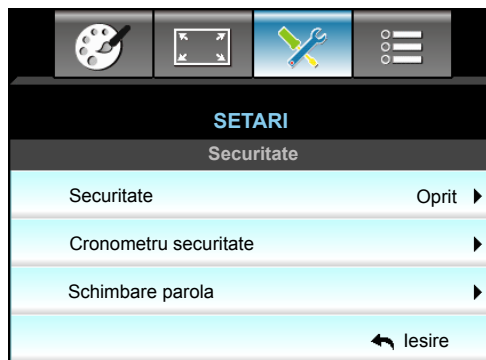 SETARI
Securitate
Securitate Oprit
Cronometru securitate
Schimbare parola
Iesire